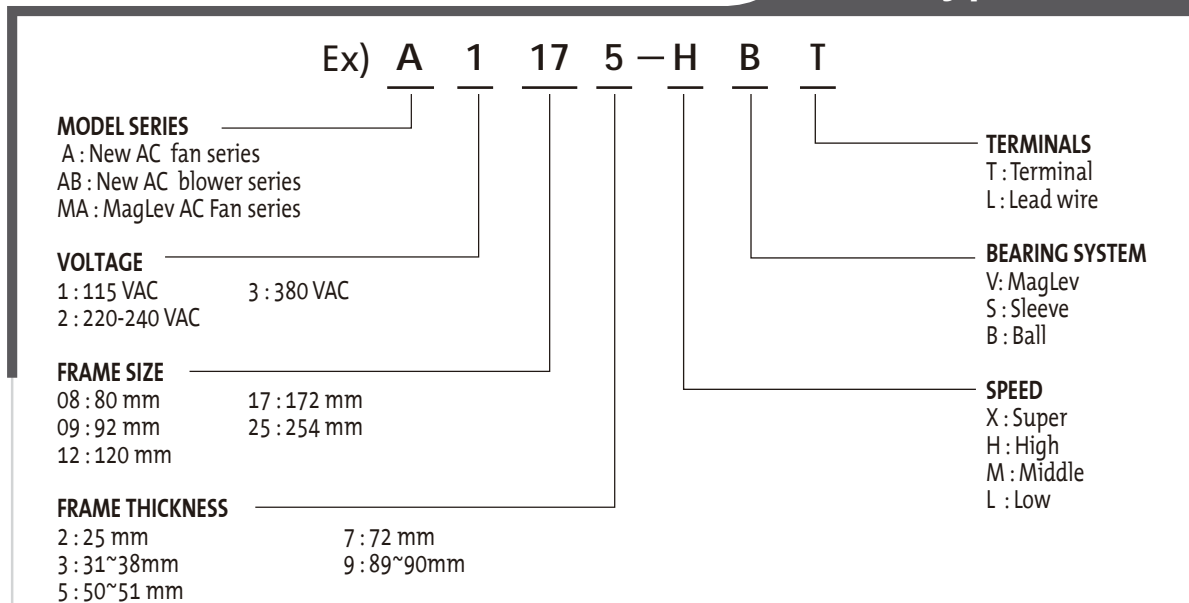 Ex) A 1 17 5 — H B T
MODEL SERIES
A : New AC fan series
AB : New AC blower series
MA : MagLev AC Fan series
VOLTAGE
1 : 115 VAC 3 : 380 VAC
2 : 220-240 VAC
FRAME SIZE
08 : 80 mm 17 : 172 mm
09 : 92 mm 25 : 254 mm
12 : 120 mm
FRAME THICKNESS
2 : 25 mm 7 : 72 mm
3 : 31~38mm 9 : 89~90mm
5 : 50~51 mm
TERMINALS
T : Terminal
L : Lead wire
BEARING SYSTEM
V: MagLev
S : Sleeve
B : Ball
SPEED
X : Super
H : High
M : Middle
L : Low